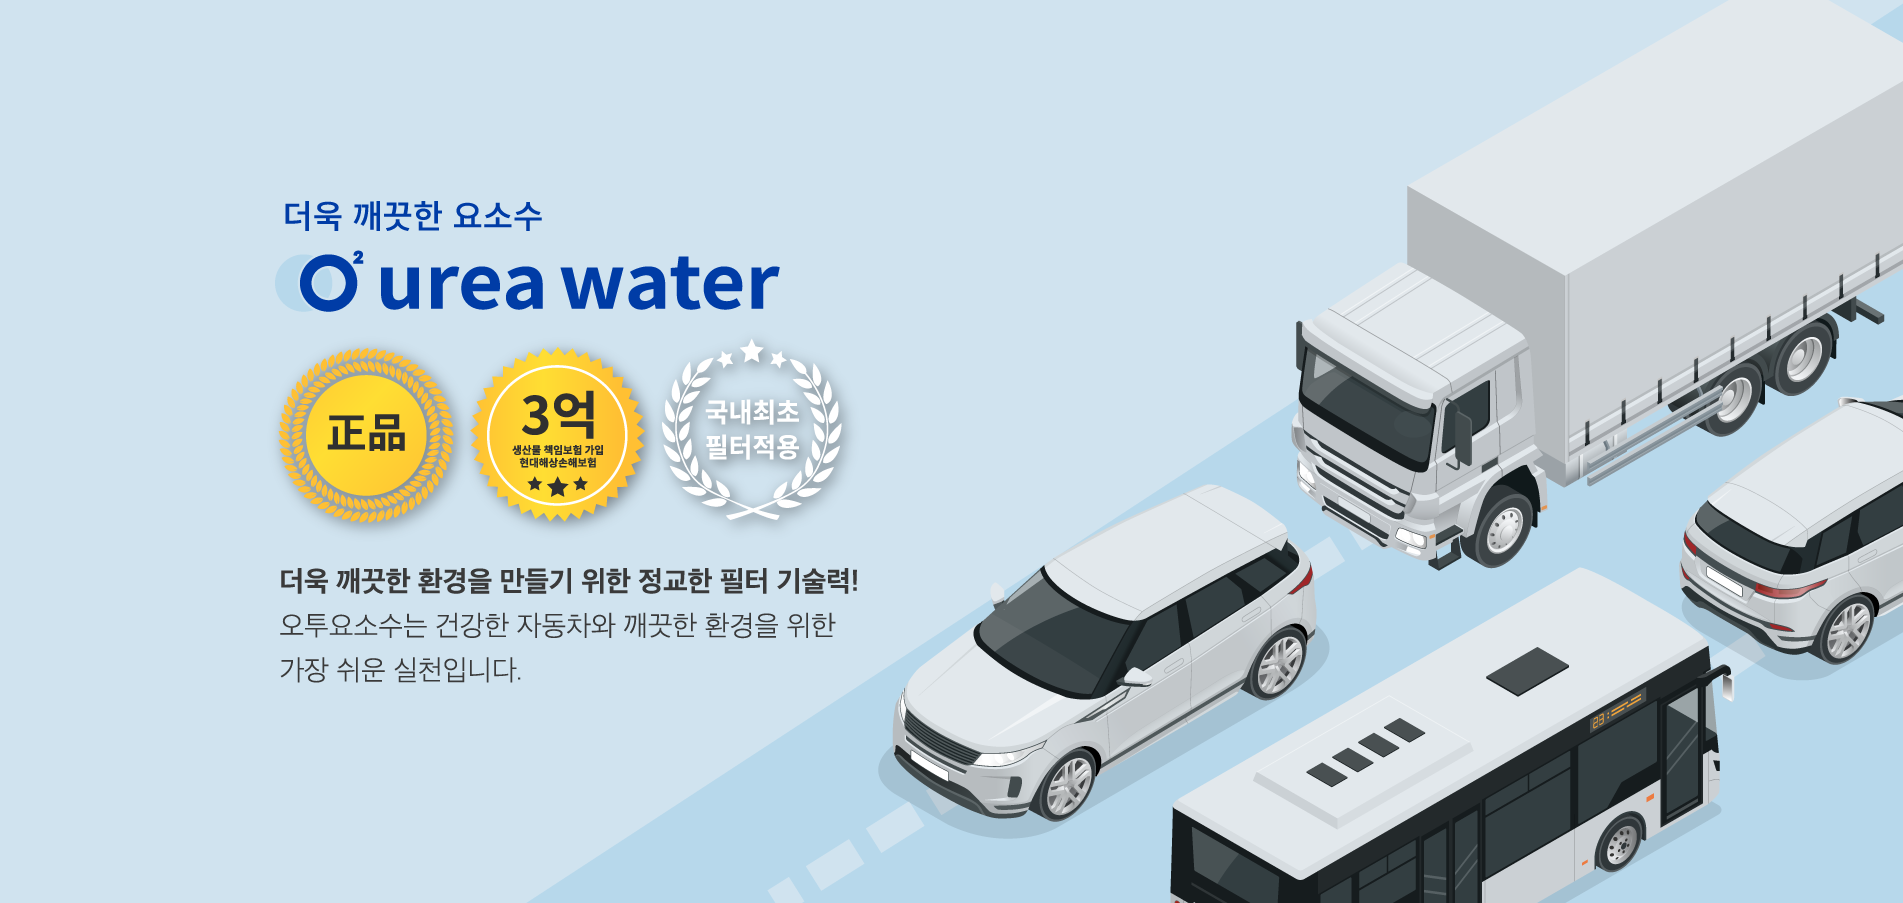 더욱 깨끗한 요소수
O² urea water
正品
3억
생산물 책임보험 가입
현대해상손해보험
국내최초
필터적용
더욱 깨끗한 환경을 만들기 위한 정교한 필터 기술력!
오투요소수는 건강한 자동차와 깨끗한 환경을 위한
가장 쉬운 실천입니다.